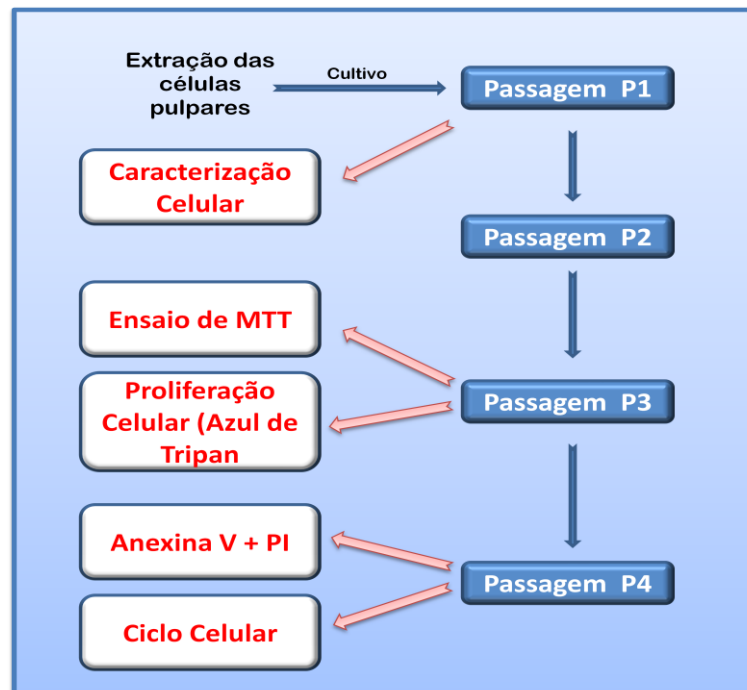 Extração das
células
pulpares
Cultivo
Passagem P1
Caracterização
Celular
Passagem P2
Ensaio de MTT
Proliferação
Celular (Azul de
Tripan
Passagem P3
Anexina V + PI
Passagem P4
Ciclo Celular